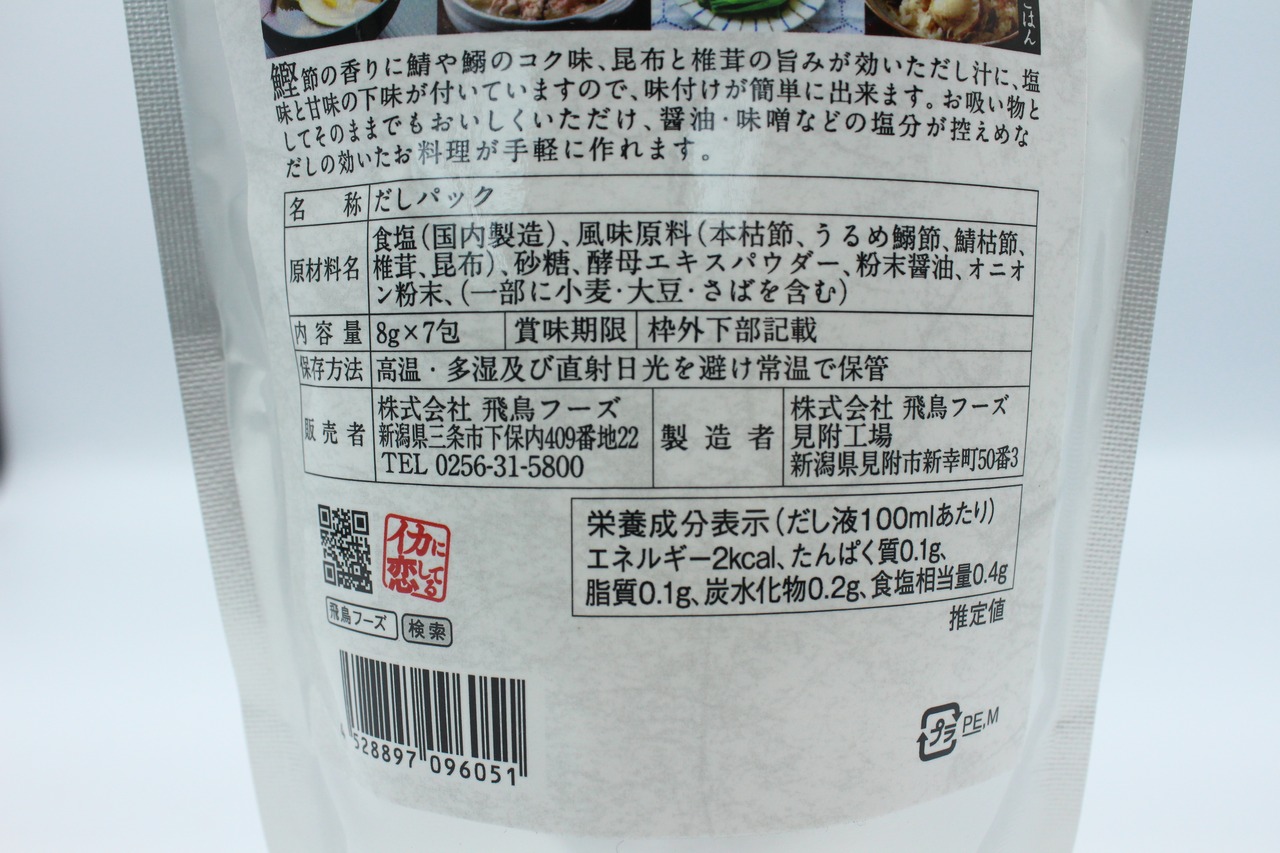 ごはん
鰹節の香りに鯖や鰯のコク味、昆布と椎茸の旨みが効いただし汁に、塩
味と甘味の下味が付いていますので、味付けが簡単に出来ます。お吸い物と
してそのままでもおいしくいただけ、醤油・味噌などの塩分が控えめな
だしの効いたお料理が手軽に作れます。
名 称 だしパック
原材料名 食塩(国内製造)、風味原料(本枯節、うるめ鰯節、鯖枯節、
椎茸、昆布)、砂糖、酵母エキスパウダー、粉末醤油、オニオ
ン粉末、(一部に小麦・大豆・さばを含む)
内容量 8g×7包 賞味期限 枠外下部記載
保存方法 高温・多湿及び直射日光を避け常温で保管
販売者 株式会社 飛鳥フーズ
新潟県三条市下保内409番地22
TEL 0256-31-5800
製造者 株式会社 飛鳥フーズ
見附工場
新潟県見附市新幸町50番3
イカにしてる恋
飛鳥フーズ 検索
栄養成分表示(だし液100mlあたり)
エネルギー2kcal、たんぱく質0.1g、
脂質0.1g、炭水化物0.2g、食塩相当量0.4g
推定値
4528897096051
プラ PE,M